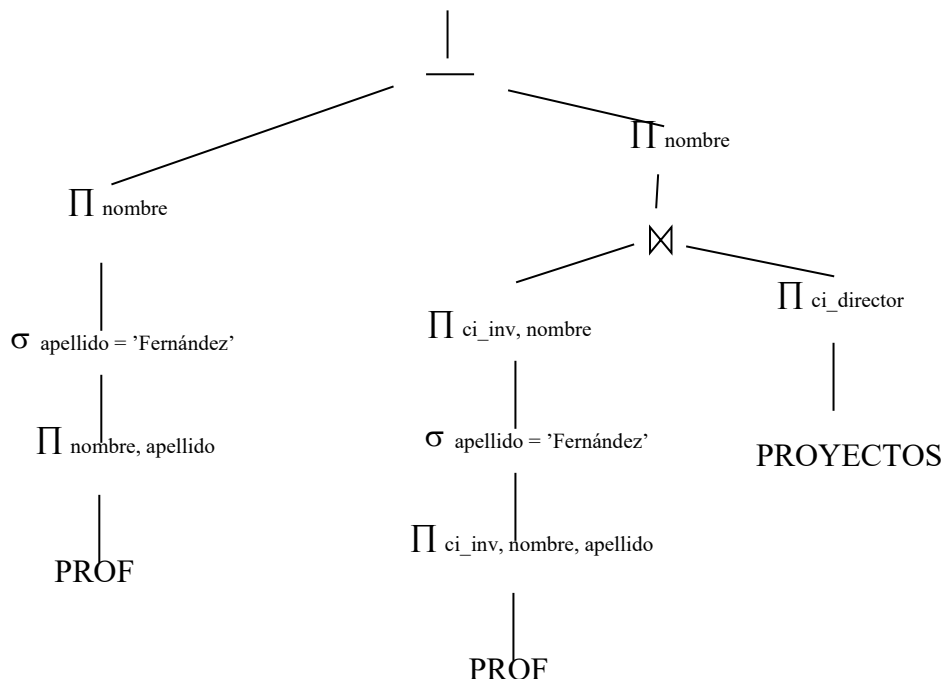 —
∏ nombre
∏ nombre
⋈
∏ ci_director
∏ ci_inv, nombre
σ apellido = ’Fernández’
σ apellido = ’Fernández’
∏ nombre, apellido
PROYECTOS
∏ ci_inv, nombre, apellido
PROF
PROF